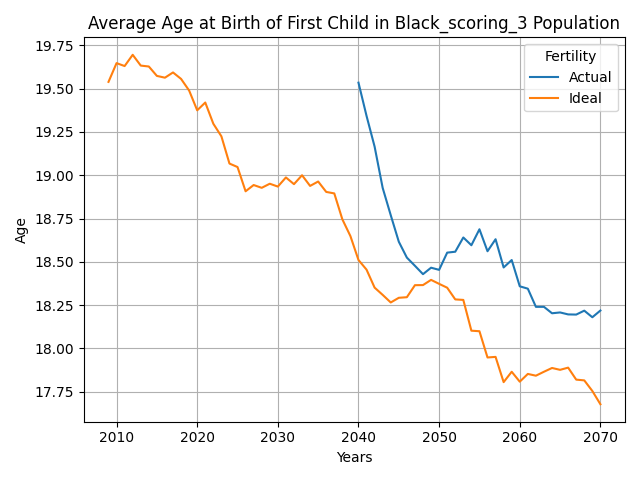 Average Age at Birth of First Child in Black_scoring_3 Population
Fertility
Actual
Ideal
Age
19.75
19.50
19.25
19.00
18.75
18.50
18.25
18.00
17.75
2010 2020 2030 2040 2050 2060 2070
Years